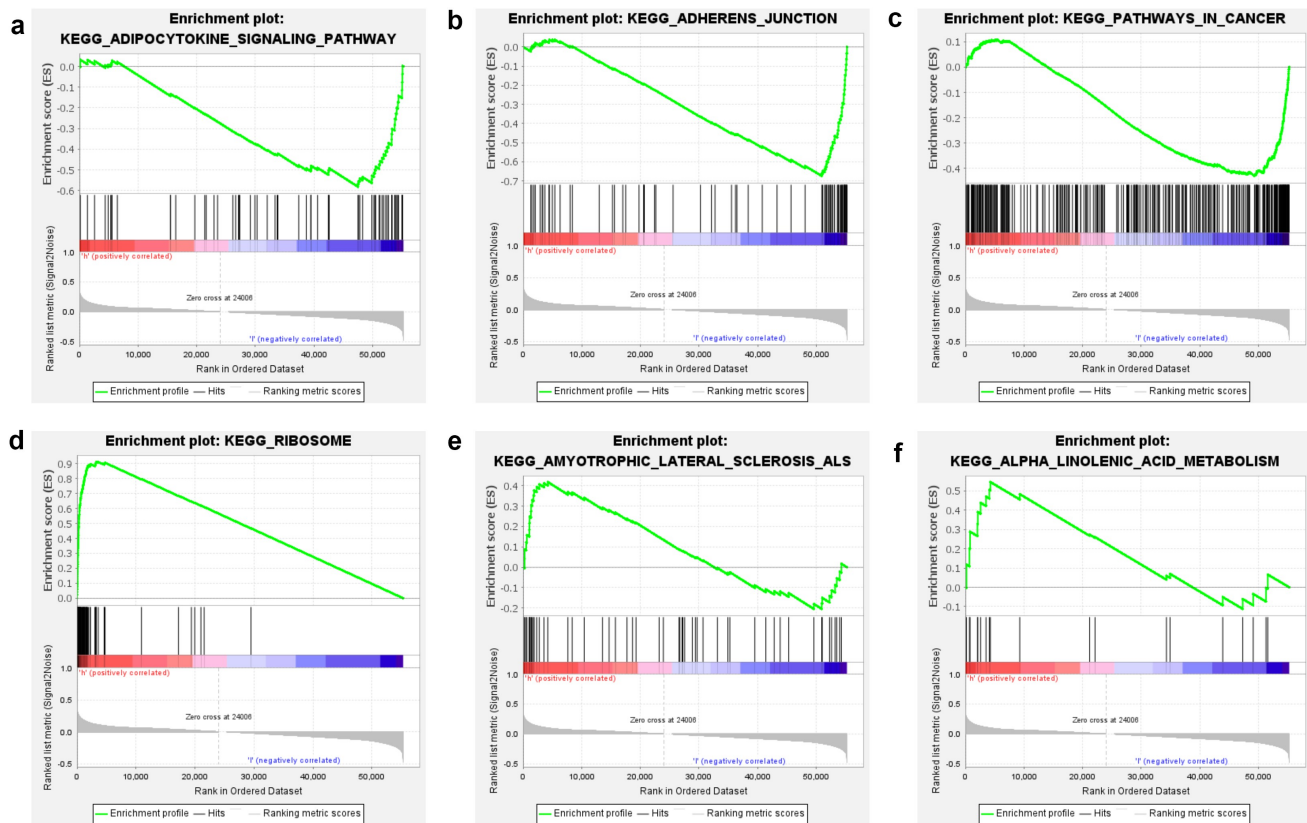 a
Enrichment plot:
KEGG_ADIPOCYTOKINE_SIGNALING_PATHWAY
Enrichment score (ES)
0.0
-0.1
-0.2
-0.3
-0.4
-0.5
-0.6
1.0
'h' (positively correlated)
0.5
Zero cross at 24006
0.0
'l' (negatively correlated)
-0.5
Ranked list metric (Signal2Noise)
0 10,000 20,000 30,000 40,000 50,000
Rank in Ordered Dataset
Enrichment profile Hits Ranking metric scores
b
Enrichment plot: KEGG_ADHERENS_JUNCTION
Enrichment score (ES)
0.0
-0.1
-0.2
-0.3
-0.4
-0.5
-0.6
-0.7
1.0
'h' (positively correlated)
0.5
Zero cross at 24006
0.0
'l' (negatively correlated)
-0.5
Ranked list metric (Signal2Noise)
0 10,000 20,000 30,000 40,000 50,000
Rank in Ordered Dataset
Enrichment profile Hits Ranking metric scores
c
Enrichment plot: KEGG_PATHWAYS_IN_CANCER
Enrichment score (ES)
0.1
0.0
-0.1
-0.2
-0.3
-0.4
1.0
'h' (positively correlated)
0.5
Zero cross at 24006
0.0
'l' (negatively correlated)
-0.5
Ranked list metric (Signal2Noise)
0 10,000 20,000 30,000 40,000 50,000
Rank in Ordered Dataset
Enrichment profile Hits Ranking metric scores
d
Enrichment plot: KEGG_RIBOSOME
Enrichment score (ES)
0.9
0.8
0.7
0.6
0.5
0.4
0.3
0.2
0.1
0.0
1.0
'h' (positively correlated)
0.5
Zero cross at 24006
0.0
'l' (negatively correlated)
-0.5
Ranked list metric (Signal2Noise)
0 10,000 20,000 30,000 40,000 50,000
Rank in Ordered Dataset
Enrichment profile Hits Ranking metric scores
e
Enrichment plot:
KEGG_AMYOTROPHIC_LATERAL_SCLEROSIS_ALS
Enrichment score (ES)
0.4
0.3
0.2
0.1
0.0
-0.1
-0.2
1.0
'h' (positively correlated)
0.5
Zero cross at 24006
0.0
'l' (negatively correlated)
-0.5
Ranked list metric (Signal2Noise)
0 10,000 20,000 30,000 40,000 50,000
Rank in Ordered Dataset
Enrichment profile Hits Ranking metric scores
f
Enrichment plot:
KEGG_ALPHA_LINOLENIC_ACID_METABOLISM
Enrichment score (ES)
0.5
0.4
0.3
0.2
0.1
0.0
-0.1
1.0
'h' (positively correlated)
0.5
Zero cross at 24006
0.0
'l' (negatively correlated)
-0.5
Ranked list metric (Signal2Noise)
0 10,000 20,000 30,000 40,000 50,000
Rank in Ordered Dataset
Enrichment profile Hits Ranking metric scores